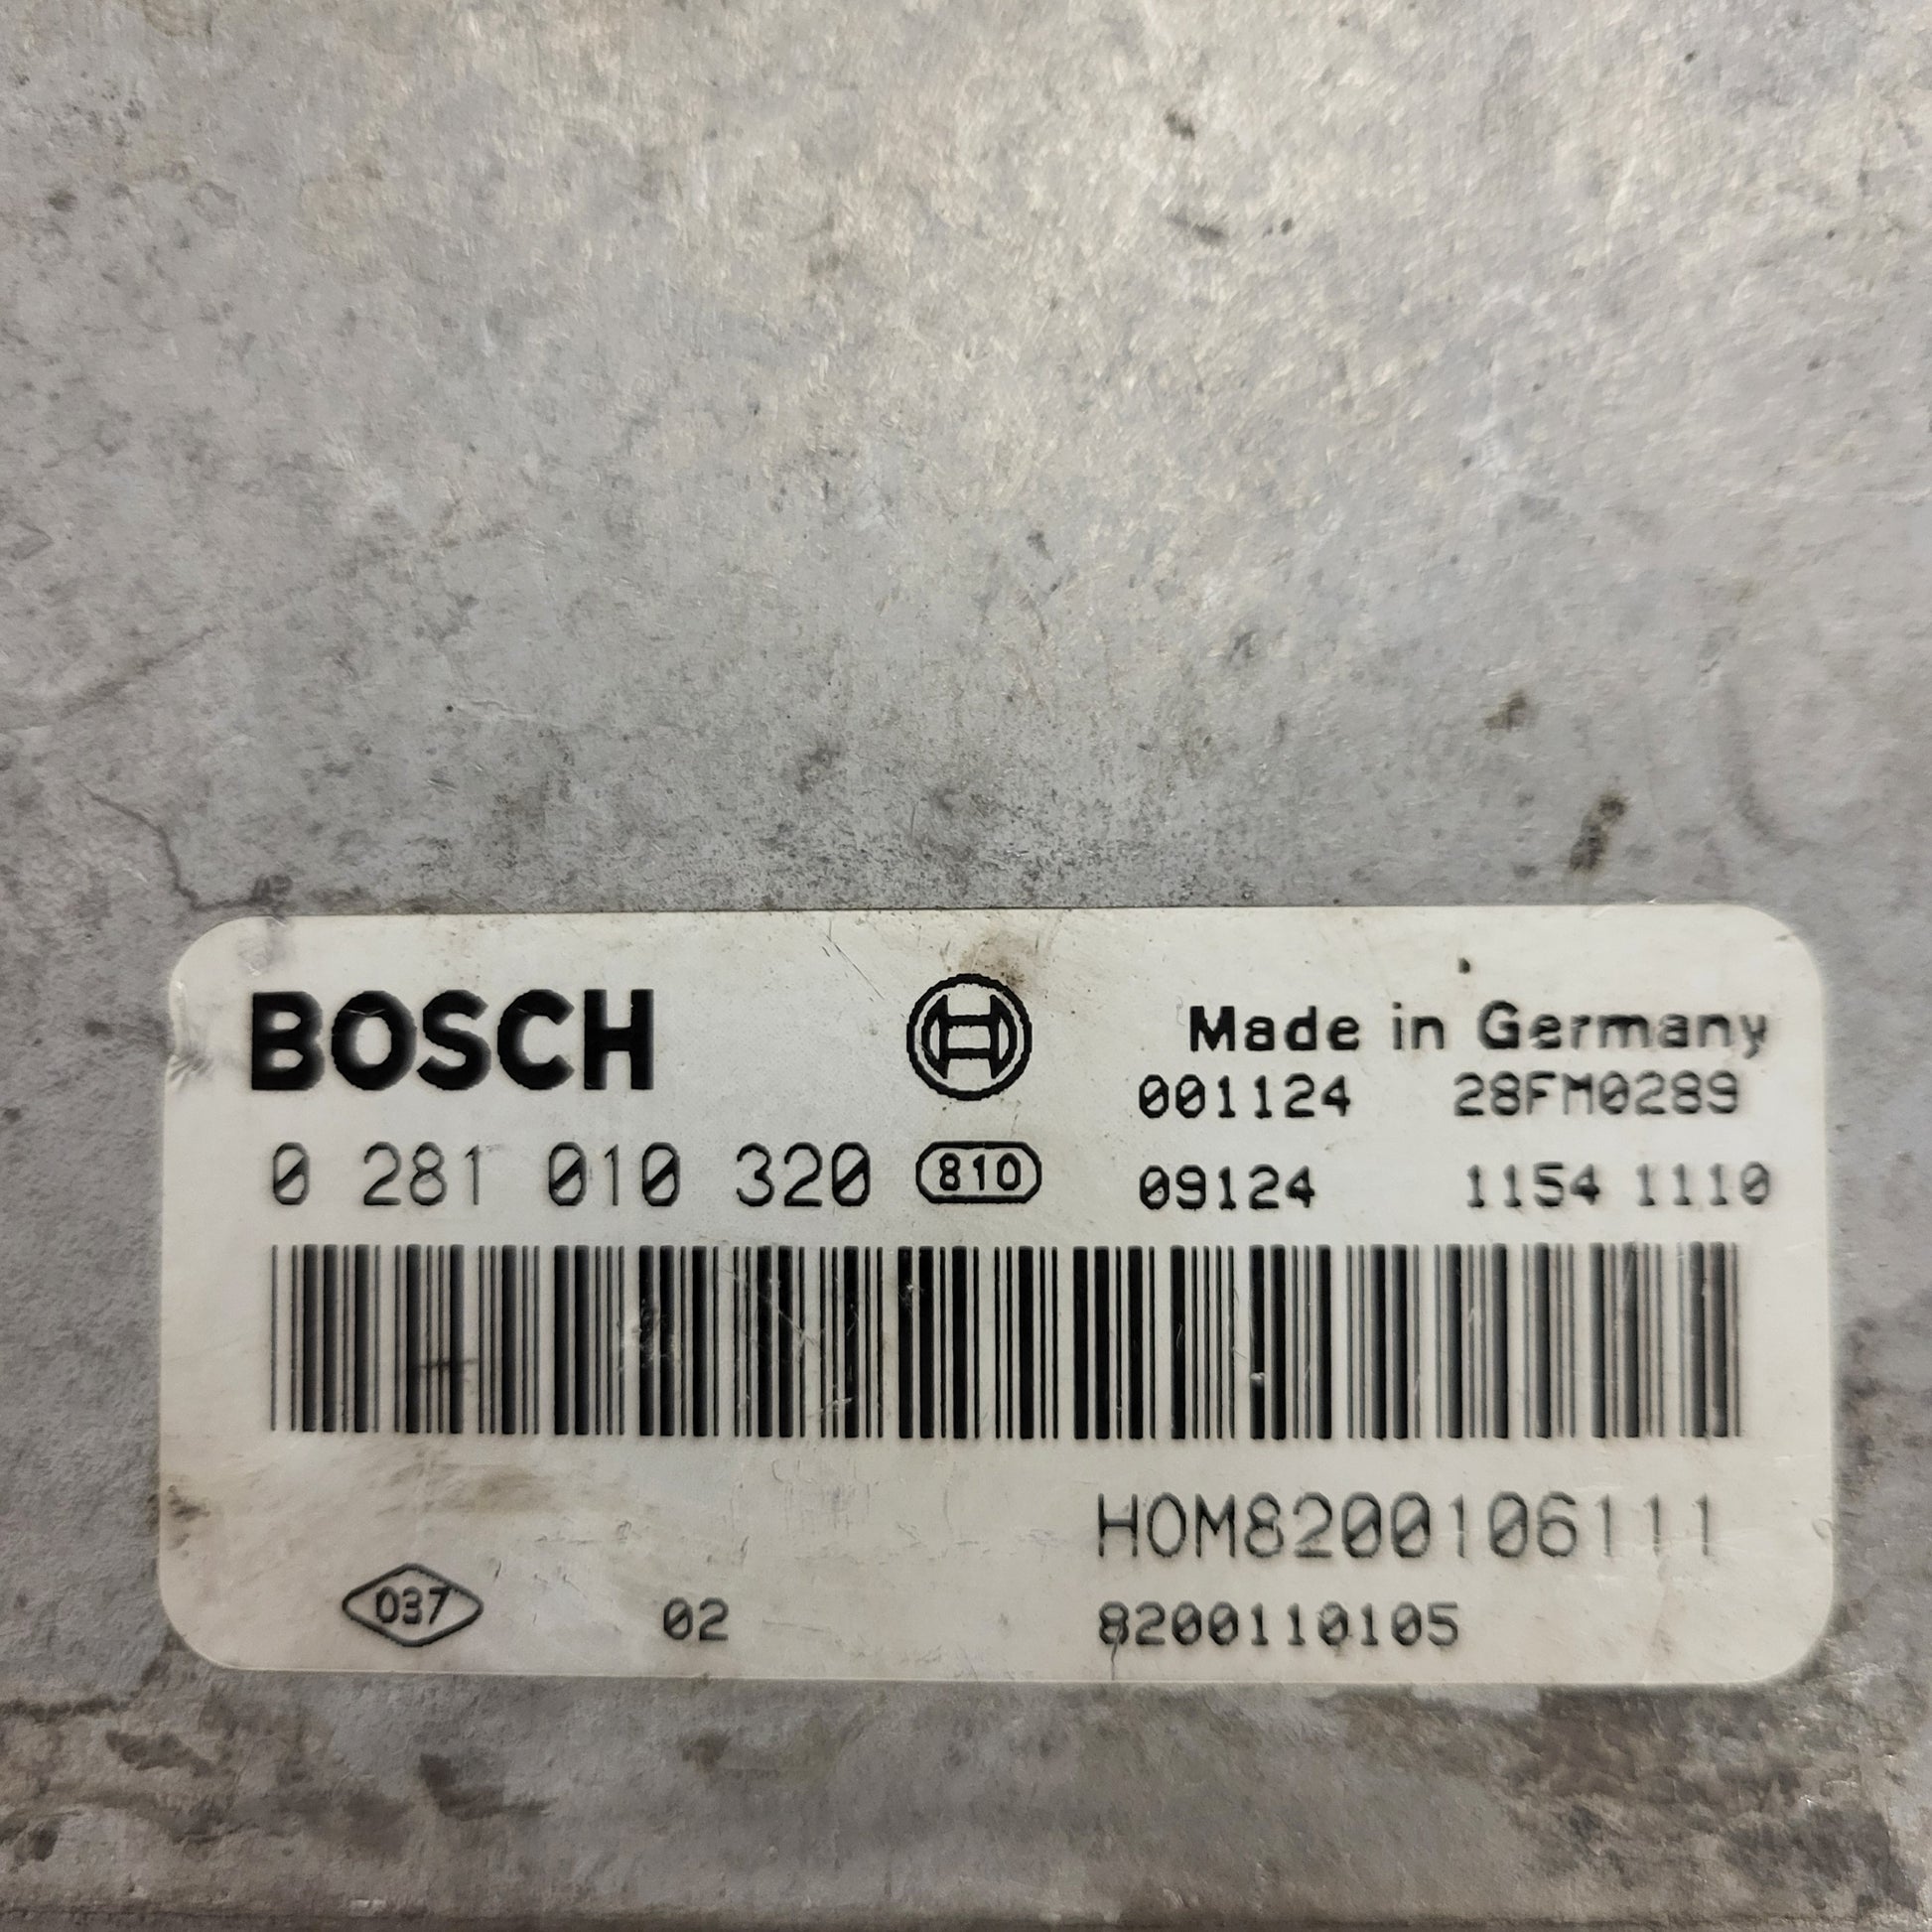 BOSCH
Made in Germany
001124 28FM0289
0 281 010 320 810 09124 1154 1110
HOM8200106111
037 02 8200110105